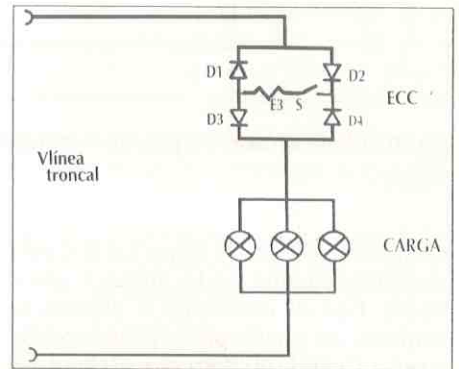 D1
D2
E3 S
ECC
D3
D4
Vlínea
troncal
CARGA